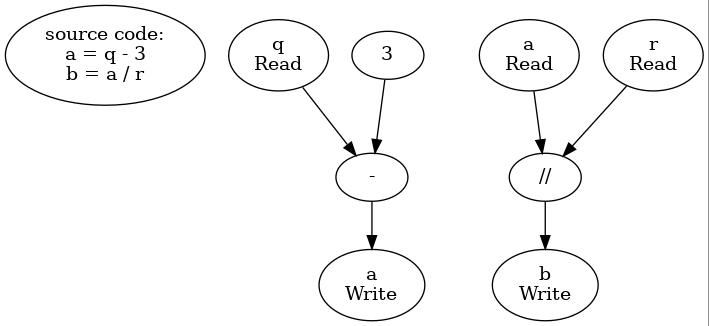 source code:
a = q - 3
b = a / r
q
Read
3
a
Read
r
Read
-
//
a
Write
b
Write